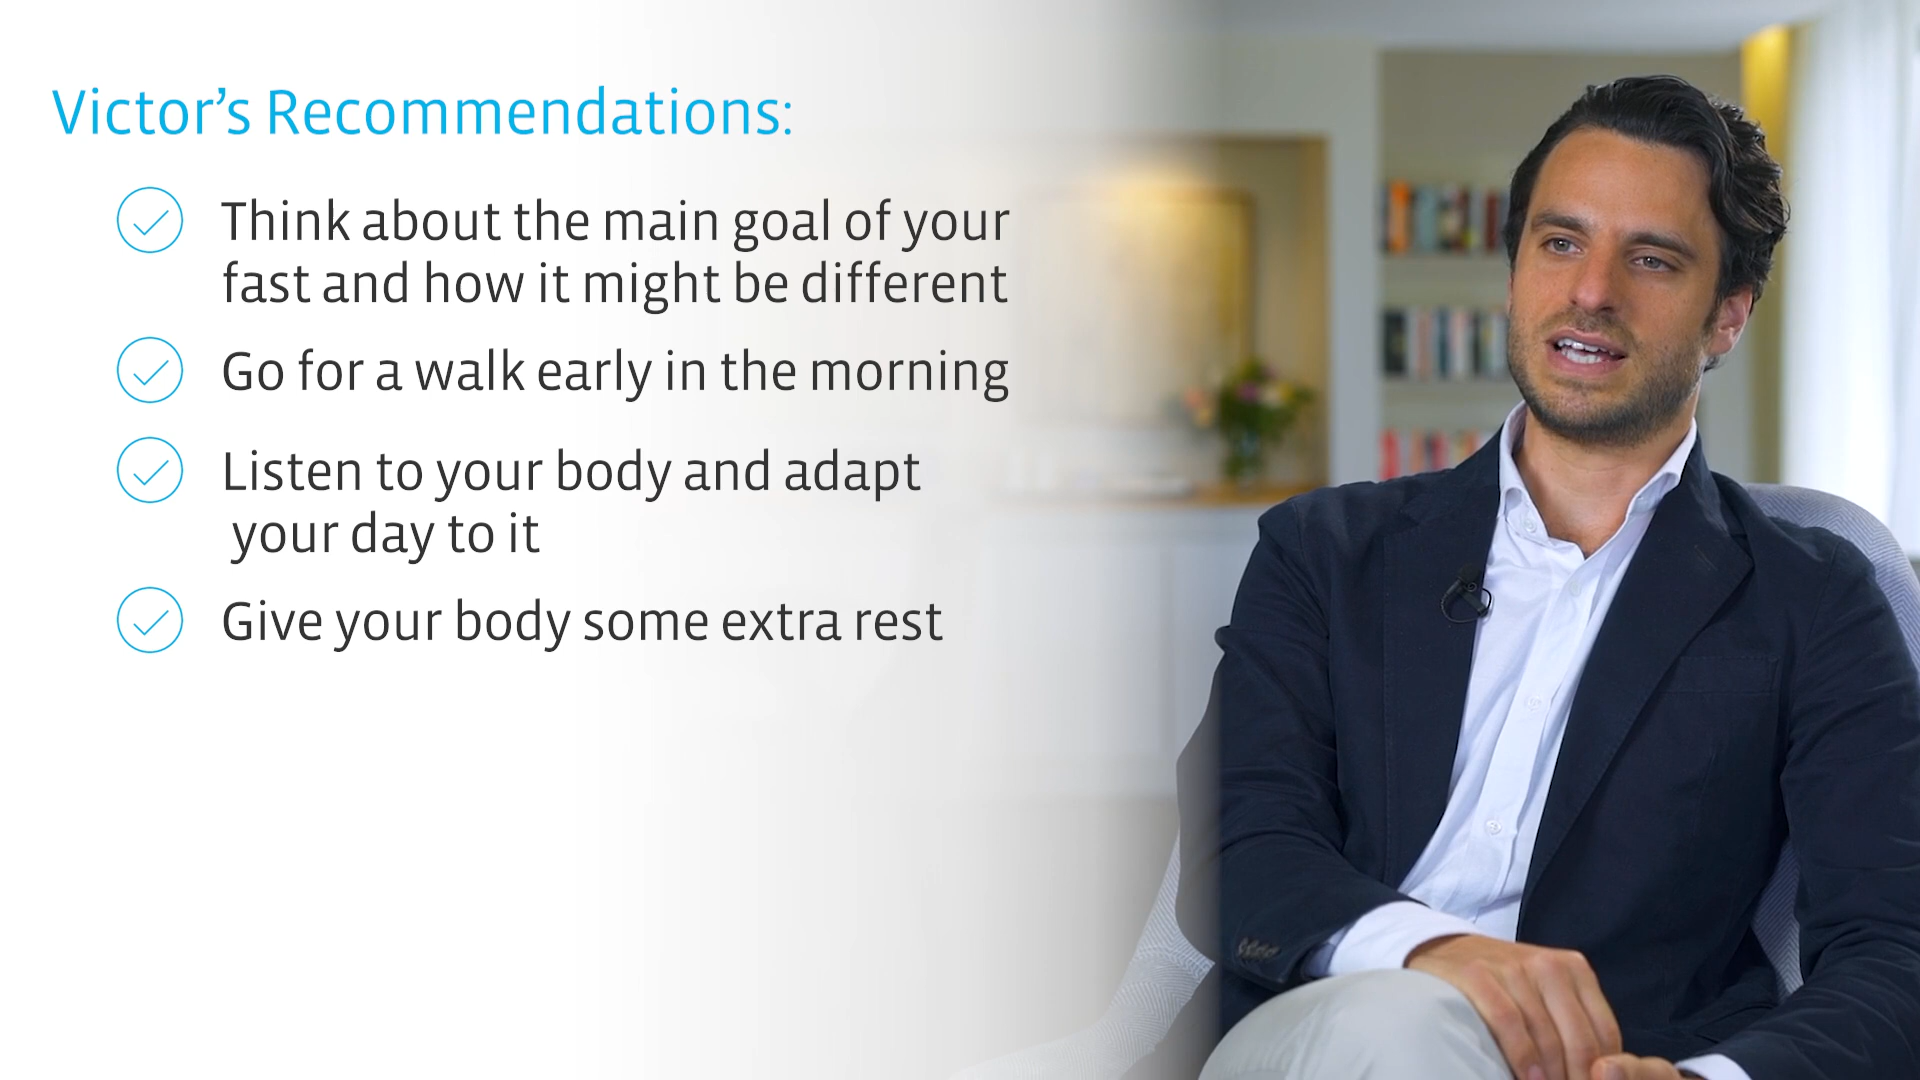 Victor’s Recommendations:
Think about the main goal of your
fast and how it might be different
Go for a walk early in the morning
Listen to your body and adapt
your day to it
Give your body some extra rest